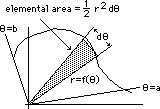 elemental area = 1/2 r² dθ
θ=b
dθ
r=f(θ)
θ=a